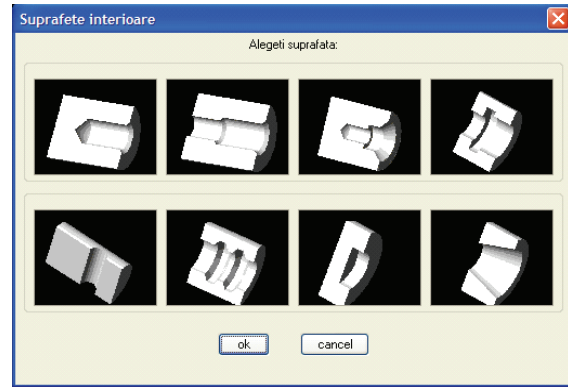 Suprafete interioare
Alegeti suprafata:
ok
cancel